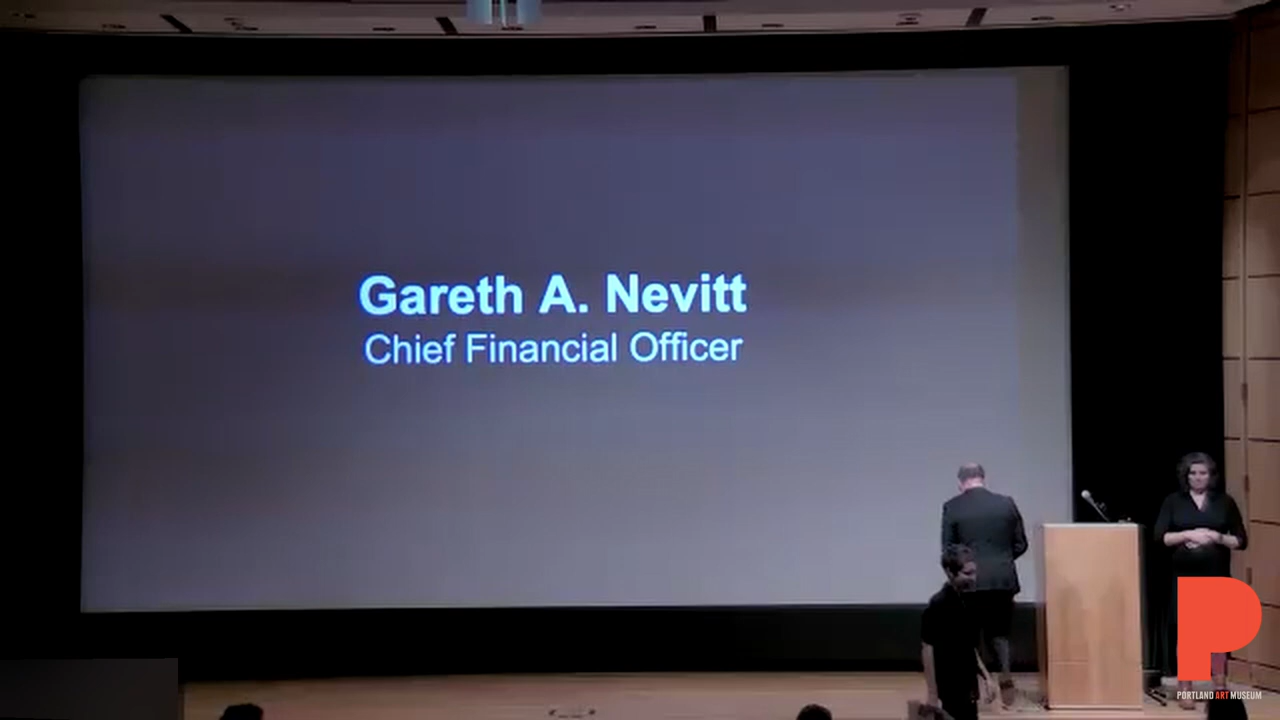 Gareth A. Nevitt
Chief Financial Officer
P
PORTLAND ART MUSEUM